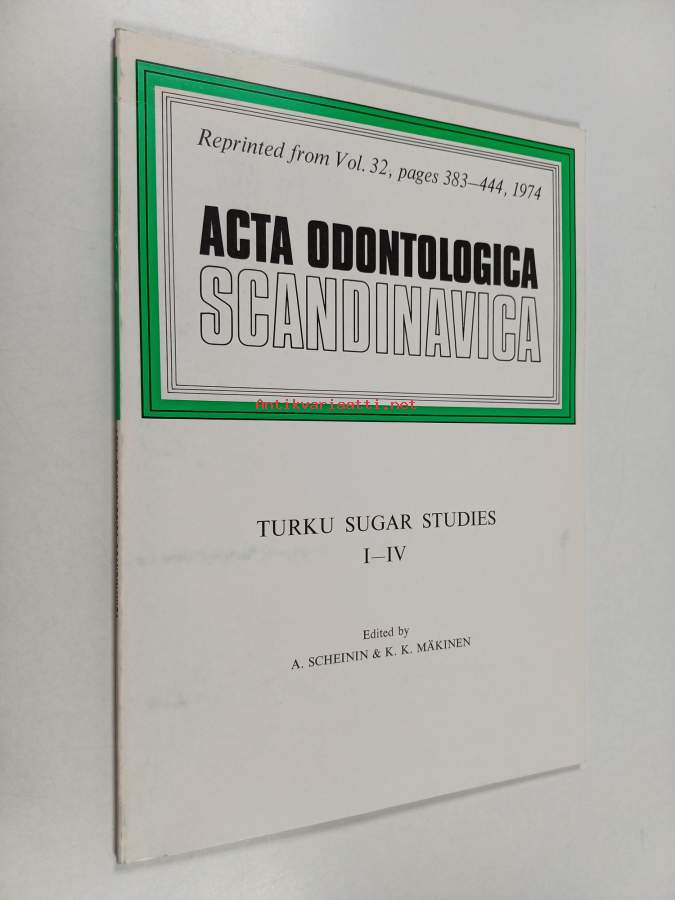 Reprinted from Vol. 32, pages 383–444, 1974
ACTA ODONTOLOGICA
SCANDINAVICA
Antikvariaatti.net
TURKU SUGAR STUDIES
I–IV
Edited by
A. SCHEININ & K. K. MÄKINEN